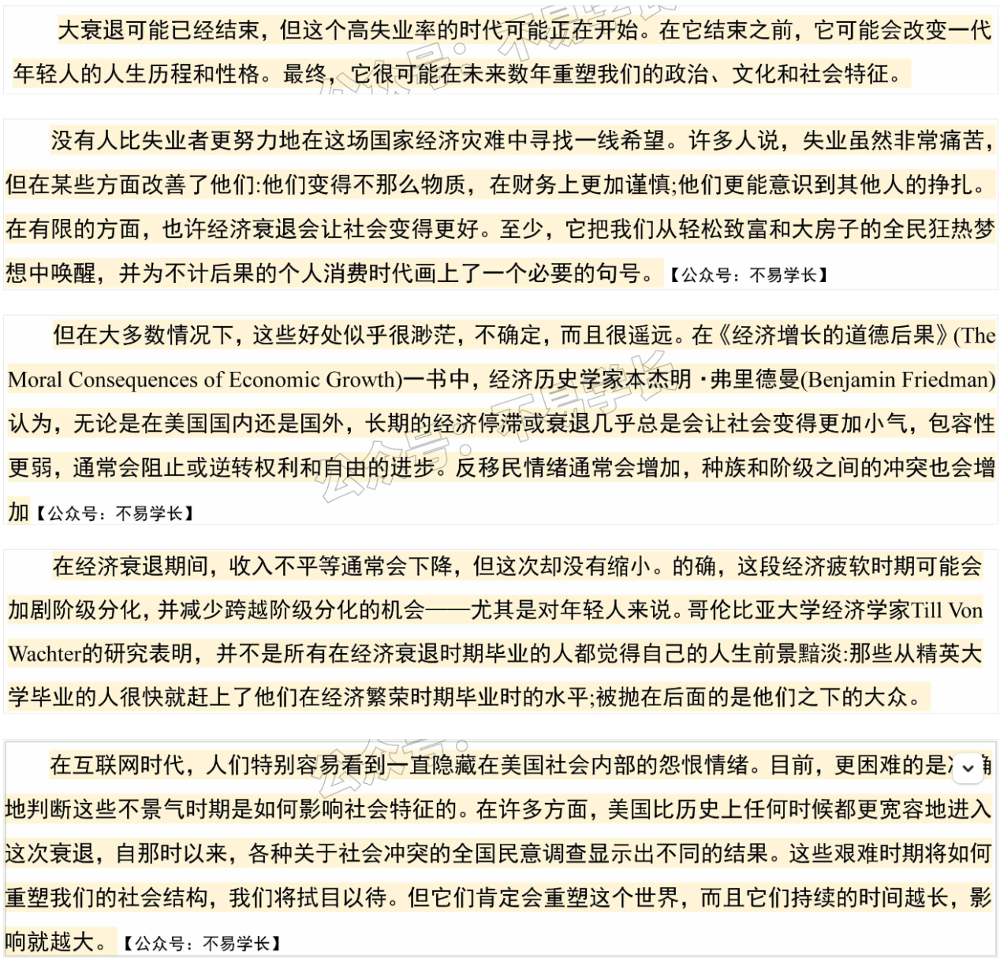 大衰退可能已经结束，但这个高失业率的时代可能正在开始。在它结束之前，它可能会改变一代
年轻人的人生历程和性格。最终，它很可能在未来数年重塑我们的政治、文化和社会特征。
公众号：不易学长
没有人比失业者更努力地在这场国家经济灾难中寻找一线希望。许多人说，失业虽然非常痛苦，
但在某些方面改善了他们:他们变得不那么物质，在财务上更加谨慎;他们更能意识到其他人的挣扎。
在有限的方面，也许经济衰退会让社会变得更好。至少，它把我们从轻松致富和大房子的全民狂热梦
想中唤醒，并为不计后果的个人消费时代画上了一个必要的句号。【公众号：不易学长】
但在大多数情况下，这些好处似乎很渺茫，不确定，而且很遥远。在《经济增长的道德后果》(The
Moral Consequences of Economic Growth)一书中，经济历史学家本杰明·弗里德曼(Benjamin Friedman)
认为，无论是在美国国内还是国外，长期的经济停滞或衰退几乎总是会让社会变得更加小气，包容性
更弱，通常会阻止或逆转权利和自由的进步。反移民情绪通常会增加，种族和阶级之间的冲突也会增
加【公众号：不易学长】
公众号：不易学长
在经济衰退期间，收入不平等通常会下降，但这次却没有缩小。的确，这段经济疲软时期可能会
加剧阶级分化，并减少跨越阶级分化的机会——尤其是对年轻人来说。哥伦比亚大学经济学家Till Von
Wachter的研究表明，并不是所有在经济衰退时期毕业的人都觉得自己的人生前景黯淡:那些从精英大
学毕业的人很快就赶上了他们在经济繁荣时期毕业时的水平;被抛在后面的是他们之下的大众。
在互联网时代，人们特别容易看到一直隐藏在美国社会内部的怨恨情绪。目前，更困难的是
地判断这些不景气时期是如何影响社会特征的。在许多方面，美国比历史上任何时候都更宽容地进入
这次衰退，自那时以来，各种关于社会冲突的全国民意调查显示出不同的结果。这些艰难时期将如何
重塑我们的社会结构，我们将拭目以待。但它们肯定会重塑这个世界，而且它们持续的时间越长，影
响就越大。【公众号：不易学长】
公众号：